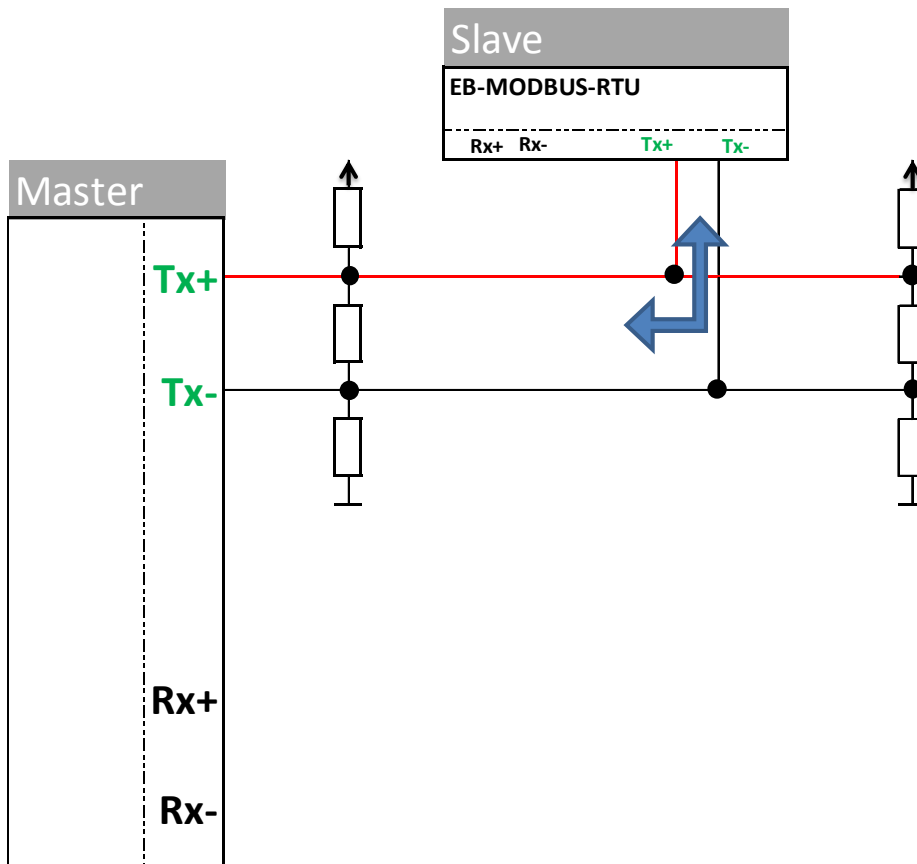 Slave
EB-MODBUS-RTU
Rx+ Rx- Tx+ Tx-
Master
Tx+
Tx-
Rx+
Rx-